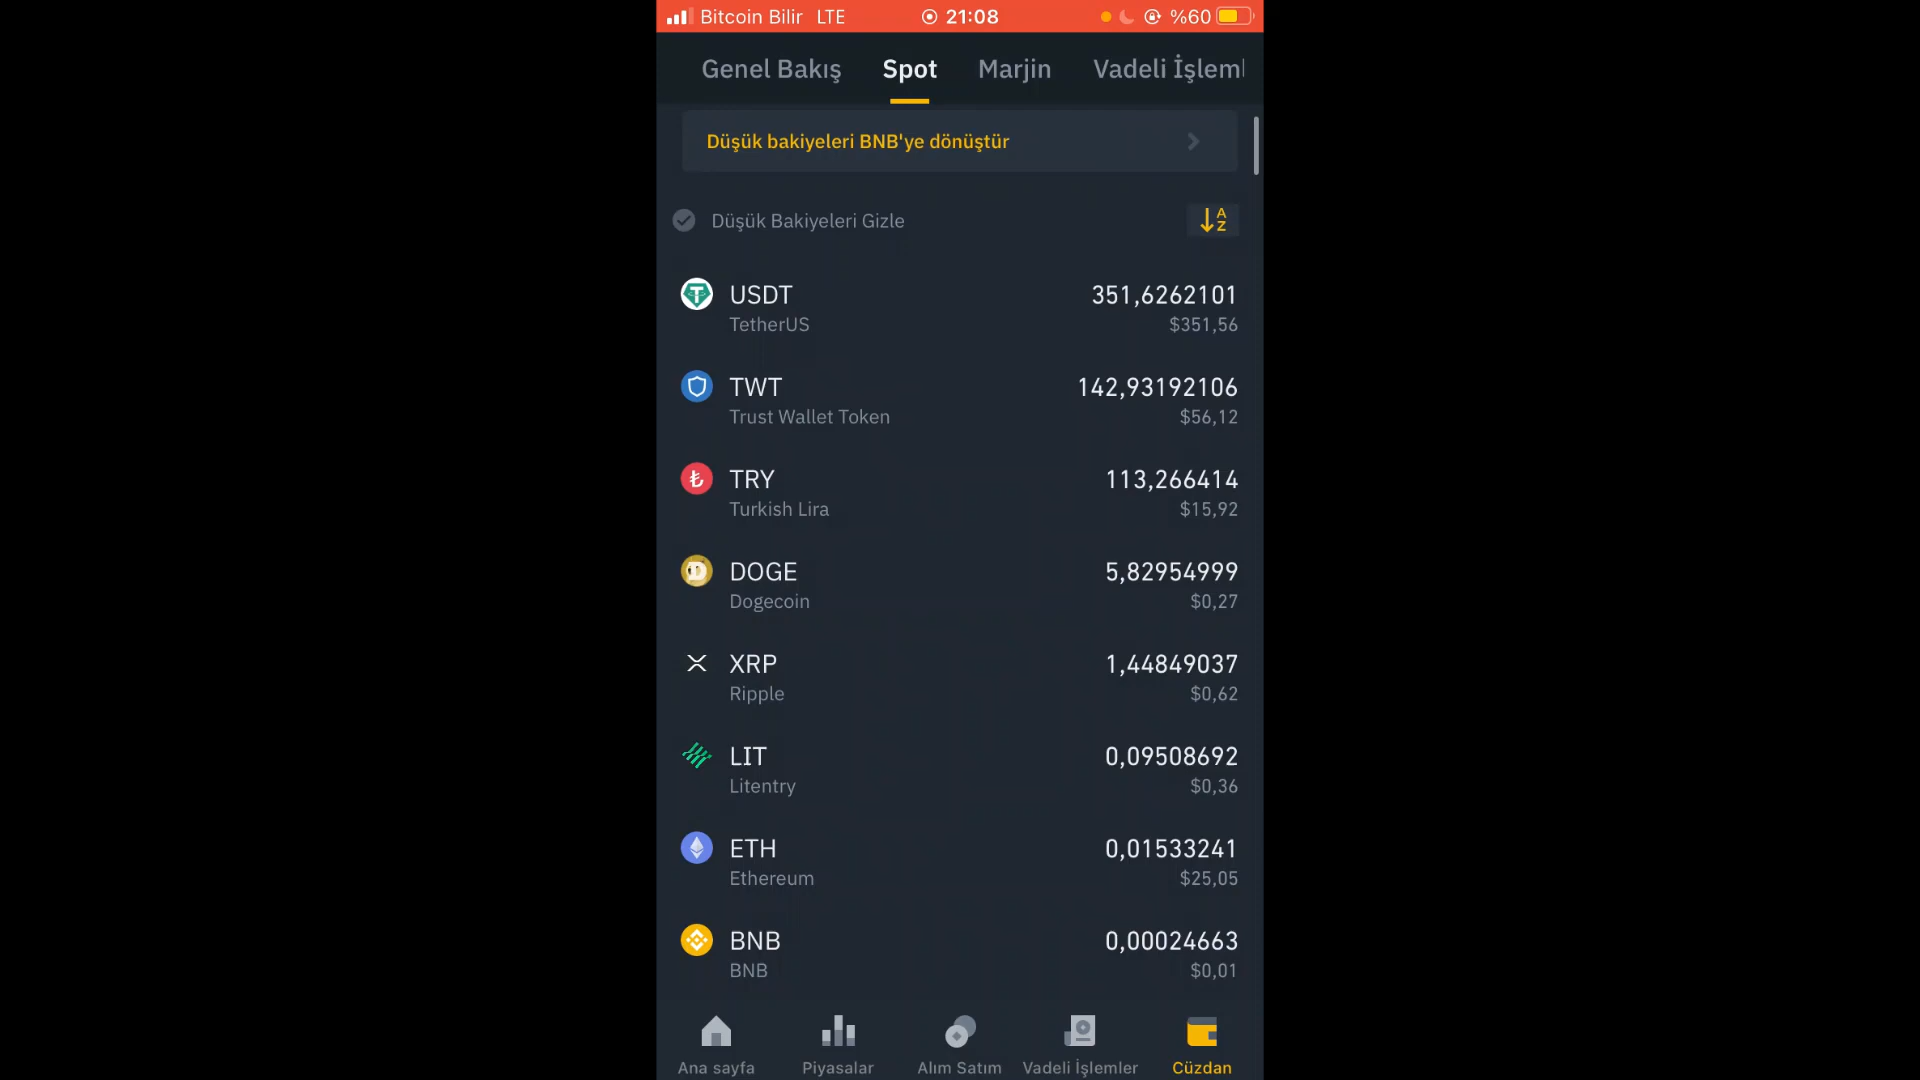 Bitcoin Bilir LTE 21:08 %60
Genel Bakış Spot Marjin Vadeli İşleml
Düşük bakiyeleri BNB'ye dönüştür
Düşük Bakiyeleri Gizle A Z
USDT 351,6262101
TetherUS $351,56
TWT 142,93192106
Trust Wallet Token $56,12
TRY 113,266414
Turkish Lira $15,92
DOGE 5,82954999
Dogecoin $0,27
XRP 1,44849037
Ripple $0,62
LIT 0,09508692
Litentry $0,36
ETH 0,01533241
Ethereum $25,05
BNB 0,00024663
BNB $0,01
Ana sayfa Piyasalar Alım Satım Vadeli İşlemler Cüzdan